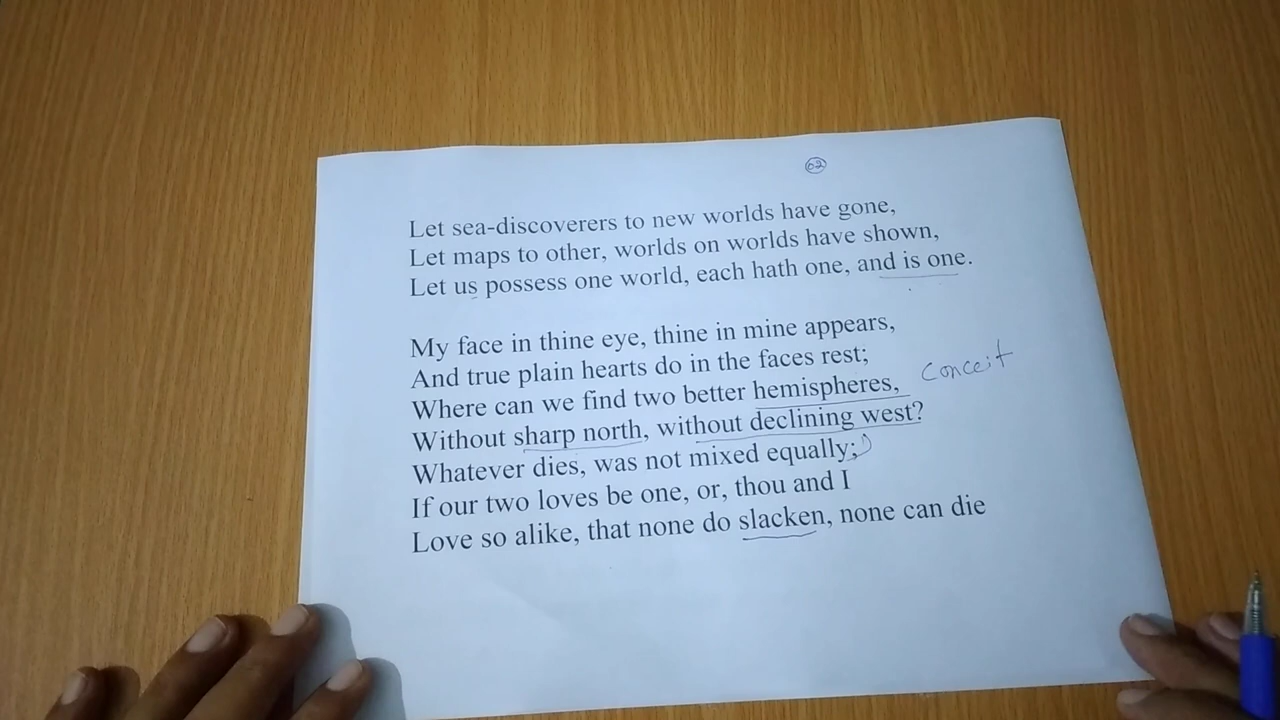 02
Let sea-discoverers to new worlds have gone,
Let maps to other, worlds on worlds have shown,
Let us possess one world, each hath one, and is one.
My face in thine eye, thine in mine appears,
And true plain hearts do in the faces rest;
Where can we find two better hemispheres, Conceit
Without sharp north, without declining west?
Whatever dies, was not mixed equally;
If our two loves be one, or, thou and I
Love so alike, that none do slacken, none can die